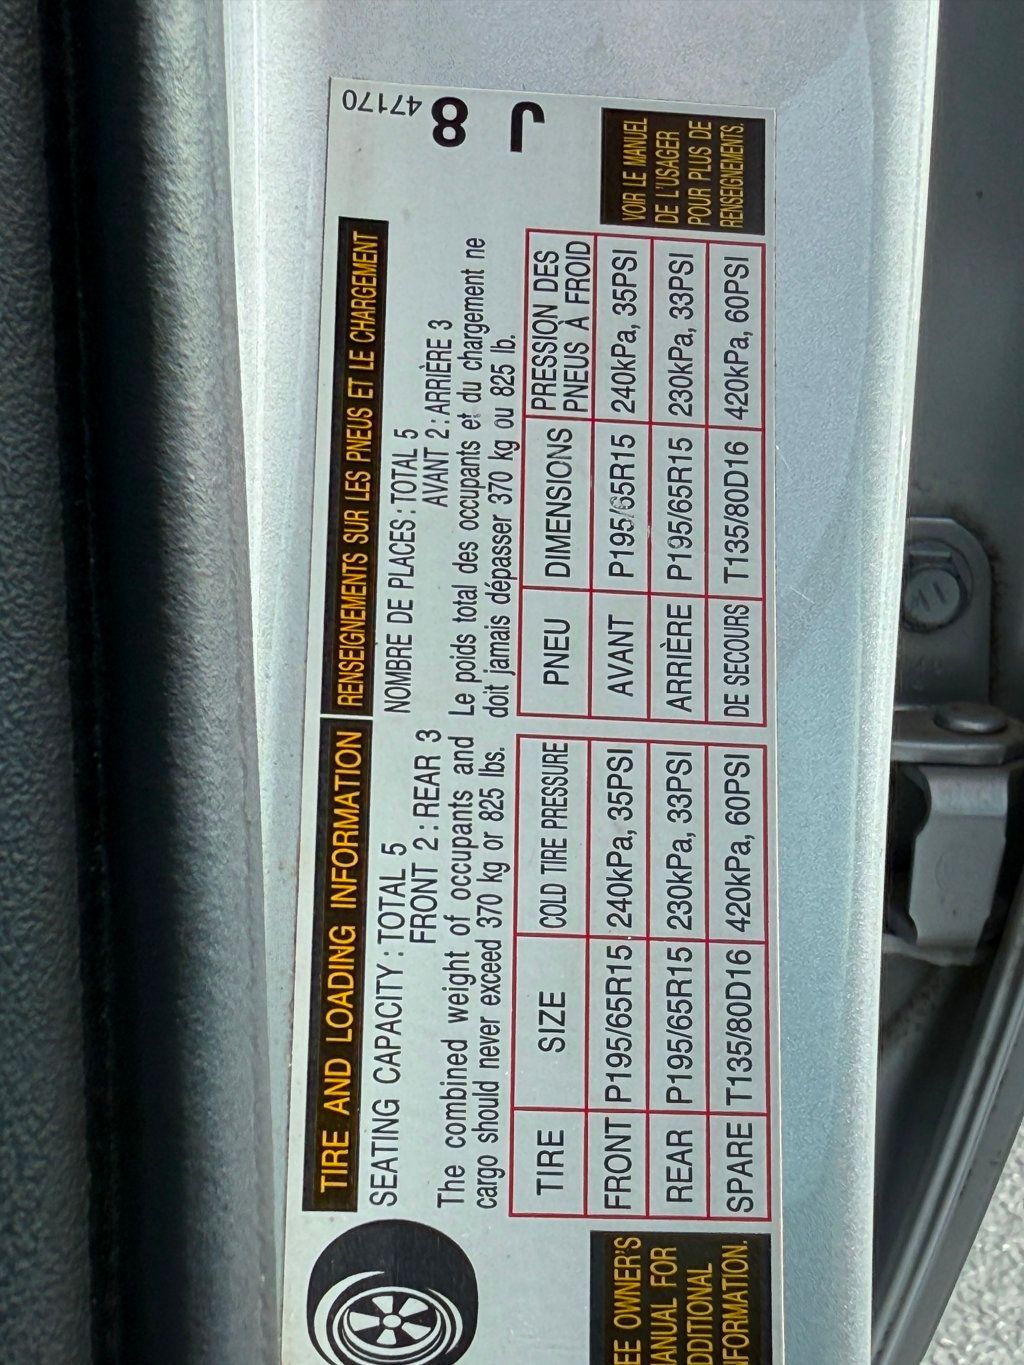 TIRE AND LOADING INFORMATION
SEATING CAPACITY : TOTAL 5
FRONT 2 : REAR 3
The combined weight of occupants and
cargo should never exceed 370 kg or 825 lbs.
TIRE SIZE COLD TIRE PRESSURE
FRONT P195/65R15 240kPa, 35PSI
REAR P195/65R15 230kPa, 33PSI
SPARE T135/80D16 420kPa, 60PSI
EE OWNER'S
ANUAL FOR
DDITIONAL
FORMATION.
RENSEIGNEMENTS SUR LES PNEUS ET LE CHARGEMENT
NOMBRE DE PLACES : TOTAL 5
AVANT 2 : ARRIÈRE 3
Le poids total des occupants et du chargement ne
doit jamais dépasser 370 kg ou 825 lb.
PNEU DIMENSIONS PRESSION DES
PNEUS À FROID
AVANT P195/65R15 240kPa, 35PSI
ARRIÈRE P195/65R15 230kPa, 33PSI
DE SECOURS T135/80D16 420kPa, 60PSI
VOIR LE MANUEL
DE L'USAGER
POUR PLUS DE
RENSEIGNEMENTS.
47170
8
J